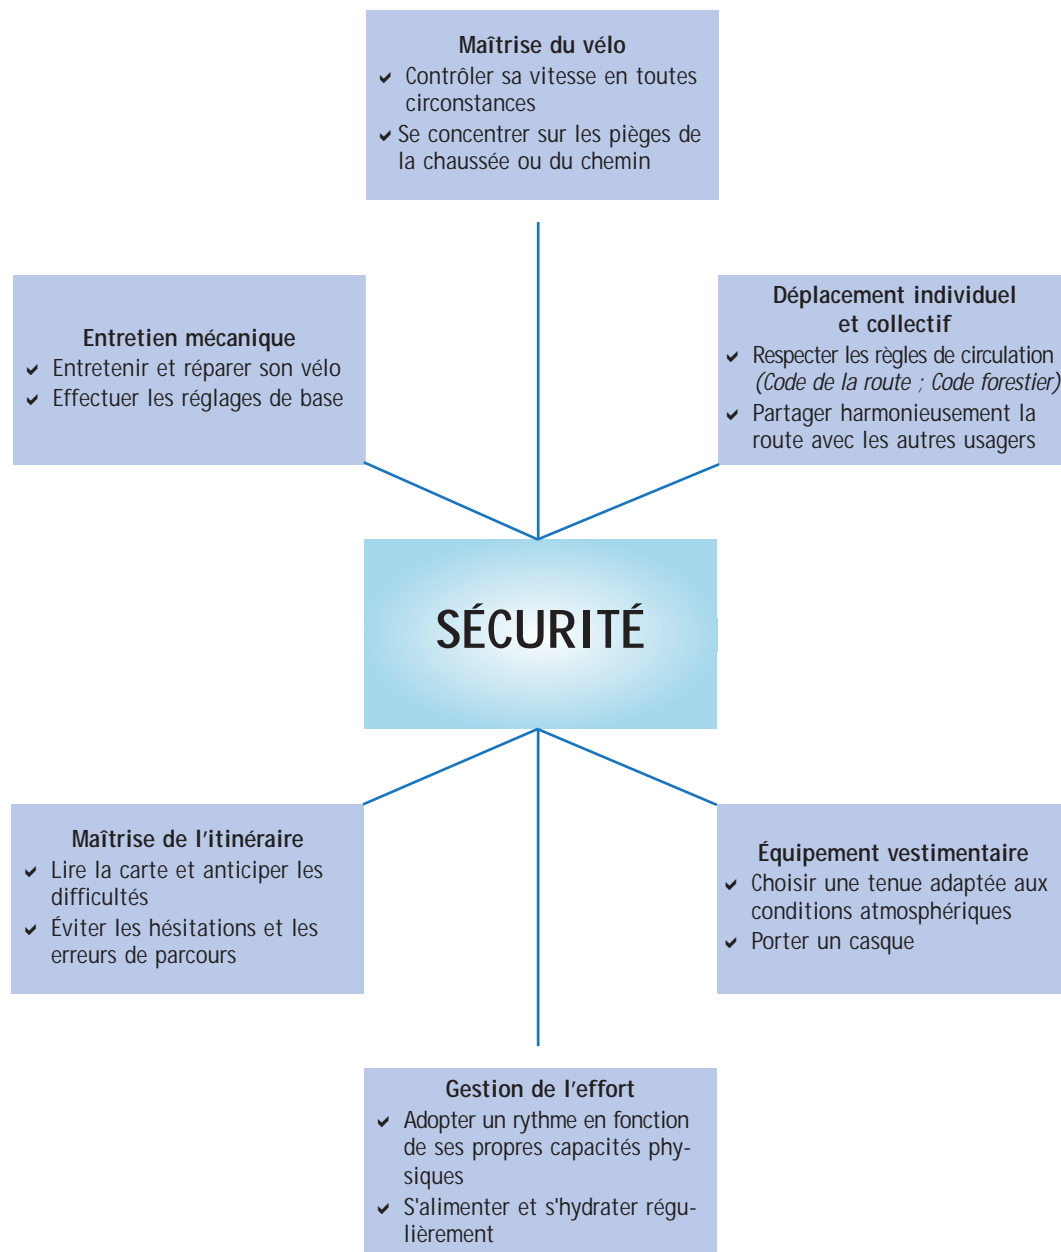 Maîtrise du vélo
✔ Contrôler sa vitesse en toutes
circonstances
✔ Se concentrer sur les pièges de
la chaussée ou du chemin
Entretien mécanique
✔ Entretenir et réparer son vélo
✔ Effectuer les réglages de base
Déplacement individuel
et collectif
✔ Respecter les règles de circulation
(Code de la route ; Code forestier)
✔ Partager harmonieusement la
route avec les autres usagers
SÉCURITÉ
Maîtrise de l'itinéraire
✔ Lire la carte et anticiper les
difficultés
✔ Éviter les hésitations et les
erreurs de parcours
Équipement vestimentaire
✔ Choisir une tenue adaptée aux
conditions atmosphériques
✔ Porter un casque
Gestion de l'effort
✔ Adopter un rythme en fonction
de ses propres capacités phy-
siques
✔ S'alimenter et s'hydrater régu-
lièrement